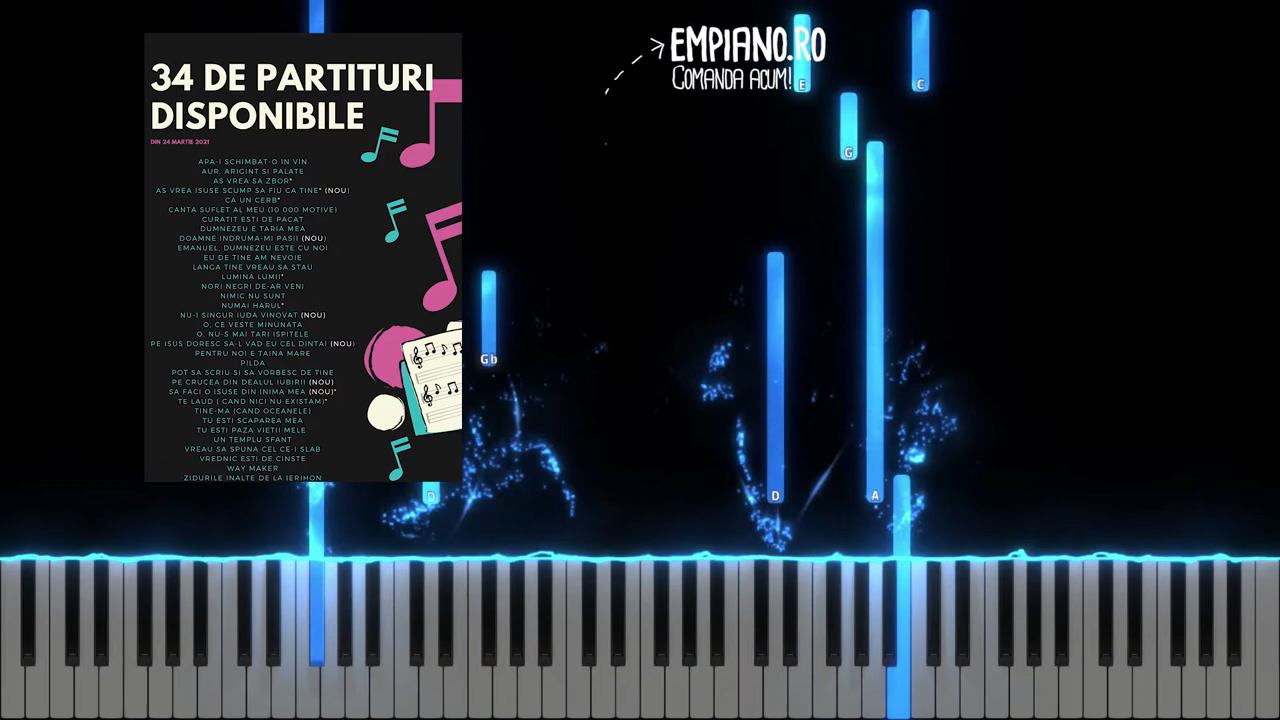 34 DE PARTITURI
DISPONIBILE
DIN 24 MARTIE 2021
APA-I SCHIMBAT-O IN VIN
AUR, ARGINT SI PALATE
AS VREA SA ZBOR*
AS VREA ISUSE SCUMP SA FIU CA TINE* (NOU)
CA UN CERB*
CANTA SUFLET AL MEU (10 000 MOTIVE)
CURATIT ESTI DE PACAT
DUMNEZEU E TARIA MEA
DOAMNE INDRUMA-MI PASII (NOU)
EMANUEL, DUMNEZEU ESTE CU NOI
EU DE TINE AM NEVOIE
LANGA TINE VREAU SA STAU
LUMINA LUMII*
NORI NEGRI DE-AR VENI
NIMIC NU SUNT
NUMAI HARUL*
NU-I SINGUR IUDA VINOVAT (NOU)
O, CE VESTE MINUNATA
O, NU-S MAI TARI ISPITELE
PE ISUS DORESC SA-L VAD EU CEL DINTAI (NOU)
PENTRU NOI E TAINA MARE
PILDA
POT SA SCRIU SI SA VORBESC DE TINE
PE CRUCEA DIN DEALUL IUBIRII (NOU)
SA FACI O ISUSE DIN INIMA MEA (NOU)*
TE LAUD ( CAND NICI NU EXISTAM)*
TINE-MA (CAND OCEANELE)
TU ESTI SCAPAREA MEA
TU ESTI PAZA VIETII MELE
UN TEMPLU SFANT
VREAU SA SPUNA CEL CE-I SLAB
VREDNIC ESTI DE CINSTE
WAY MAKER
ZIDURILE INALTE DE LA IERIHON
EMPIANO.RO
COMANDA ACUM!
E
C
G
Gb
D
D
A